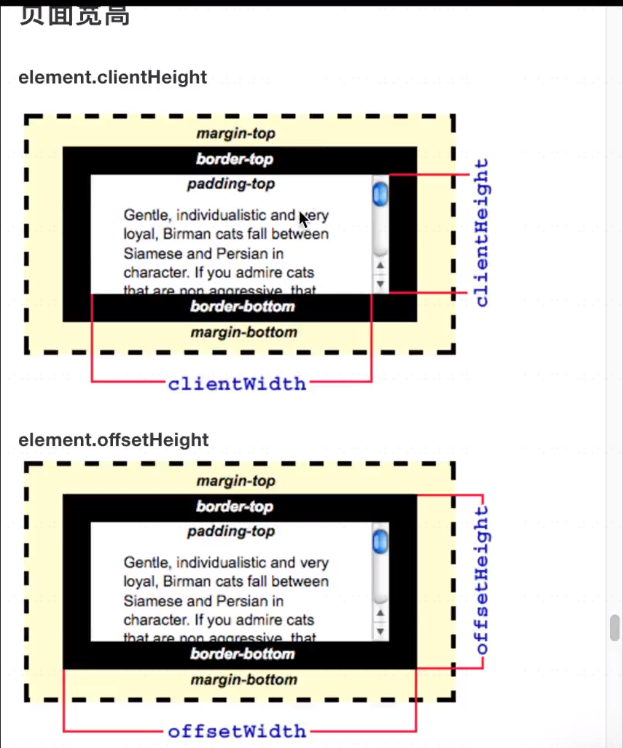 页面宽高
element.clientHeight
margin-top
border-top
padding-top
Gentle, individualistic and very
loyal, Birman cats fall between
Siamese and Persian in
character. If you admire cats
that are non aggressive, that
border-bottom
margin-bottom
clientHeight
clientWidth
element.offsetHeight
margin-top
border-top
padding-top
Gentle, individualistic and very
loyal, Birman cats fall between
Siamese and Persian in
character. If you admire cats
that are non aggressive, that
border-bottom
margin-bottom
offsetHeight
offsetWidth